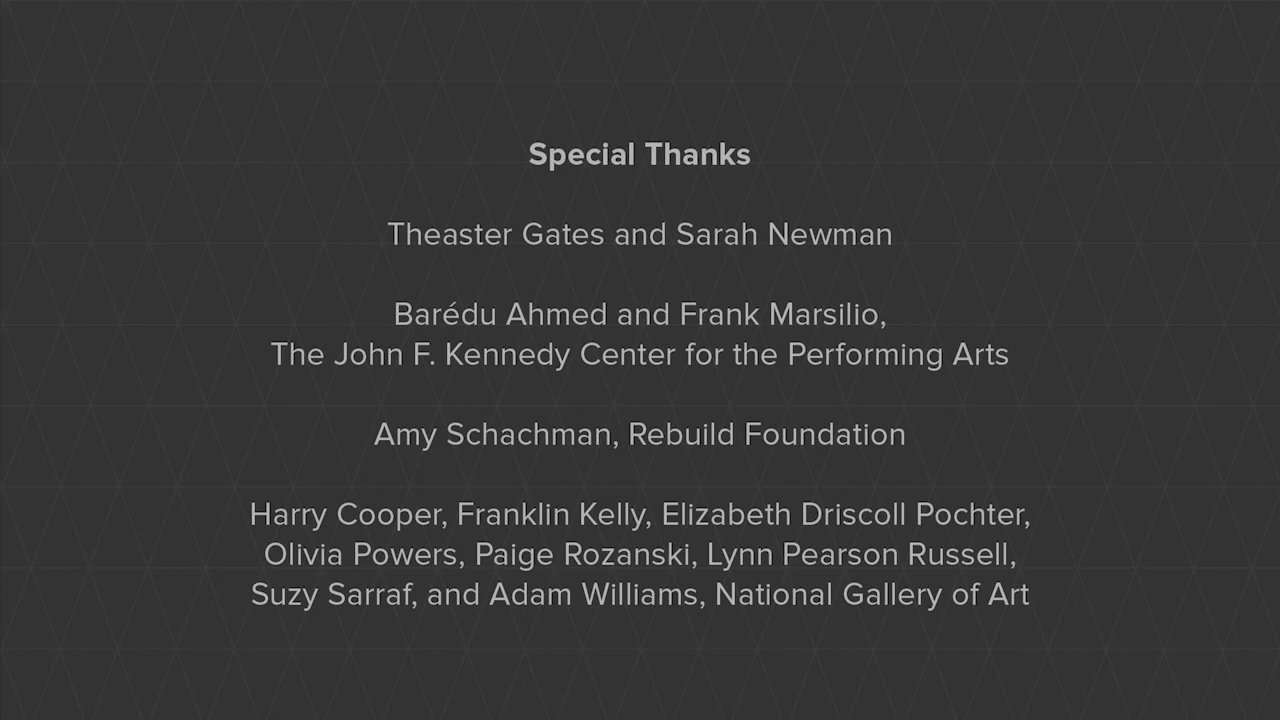 Special Thanks
Theaster Gates and Sarah Newman
Barédu Ahmed and Frank Marsilio,
The John F. Kennedy Center for the Performing Arts
Amy Schachman, Rebuild Foundation
Harry Cooper, Franklin Kelly, Elizabeth Driscoll Pochter,
Olivia Powers, Paige Rozanski, Lynn Pearson Russell,
Suzy Sarraf, and Adam Williams, National Gallery of Art